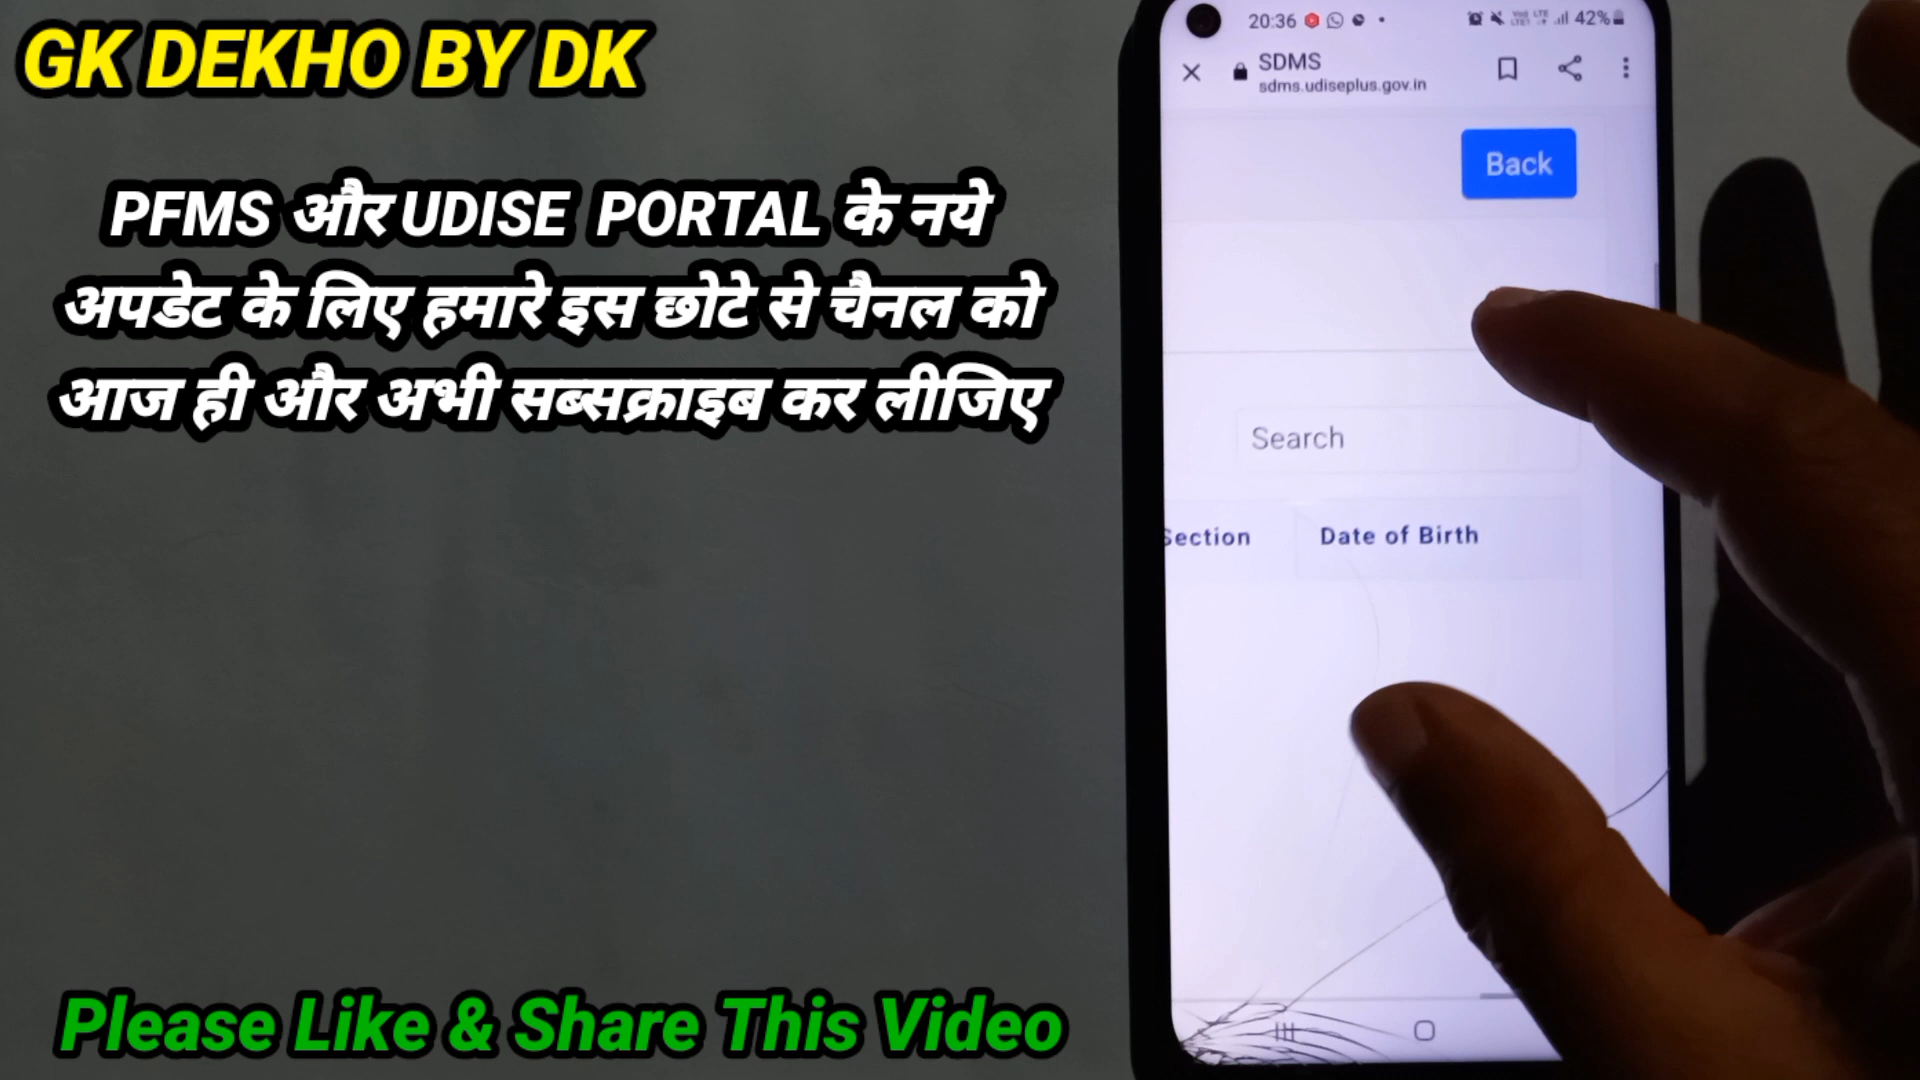 GK DEKHO BY DK
PFMS और UDISE PORTAL के नये
अपडेट के लिए हमारे इस छोटे से चैनल को
आज ही और अभी सब्सक्राइब कर लीजिए
20:36
42%
SDMS
sdms.udiseplus.gov.in
Back
Search
Section
Date of Birth
Please Like & Share This Video